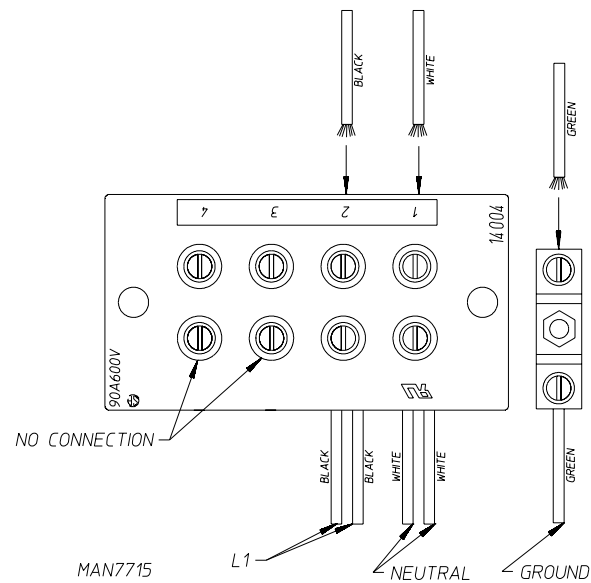 BLACK
WHITE
GREEN
4 3 2 1
14004
90A600V
NO CONNECTION
BLACK
BLACK
WHITE
WHITE
GREEN
L1
NEUTRAL
GROUND
MAN7715